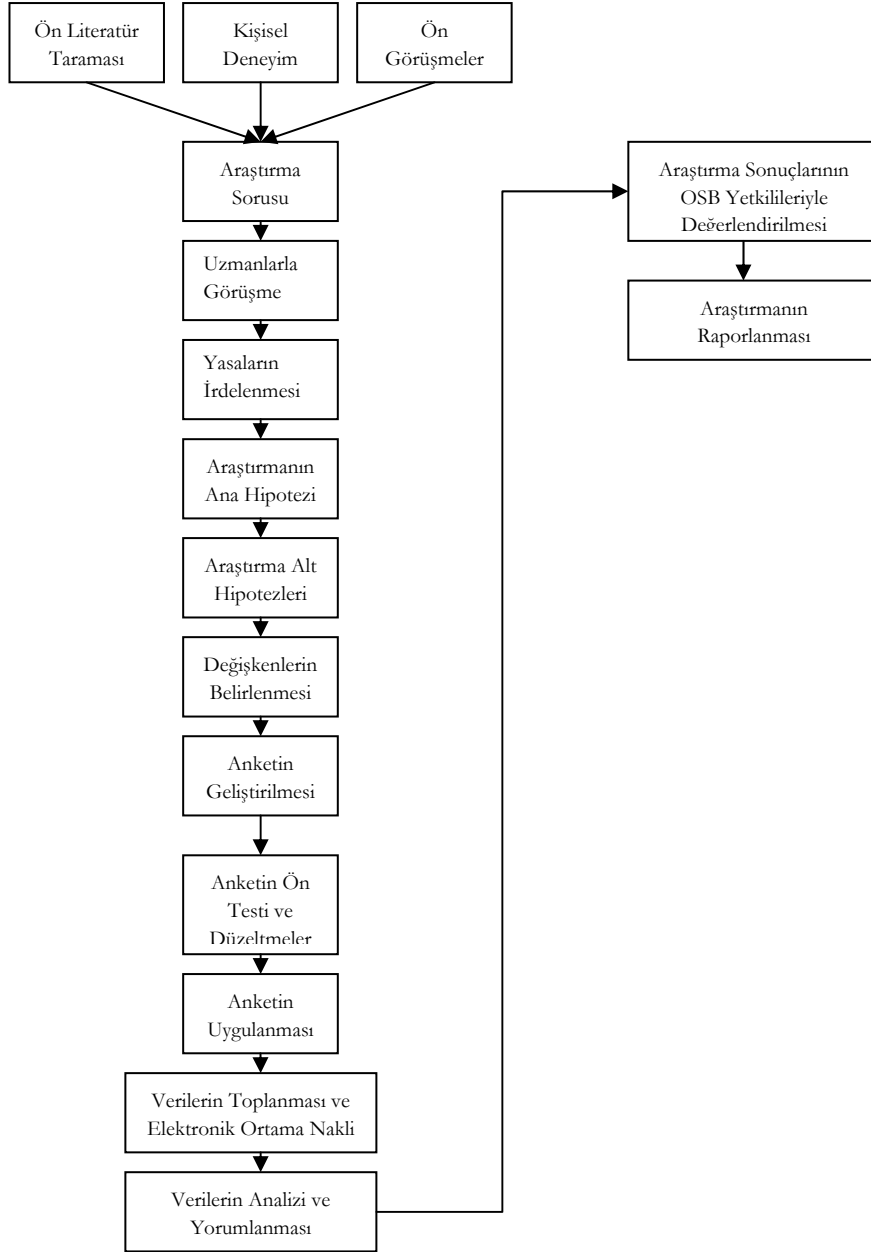 Ön Literatür
Taraması
Kişisel
Deneyim
Ön
Görüşmeler
Araştırma
Sorusu
Uzmanlarla
Görüşme
Yasaların
İrdelenmesi
Araştırmanın
Ana Hipotezi
Araştırma Alt
Hipotezleri
Değişkenlerin
Belirlenmesi
Anketin
Geliştirilmesi
Anketin Ön
Testi ve
Düzeltmeler
Anketin
Uygulanması
Verilerin Toplanması ve
Elektronik Ortama Nakli
Verilerin Analizi ve
Yorumlanması
Araştırma Sonuçlarının
OSB Yetkilileriyle
Değerlendirilmesi
Araştırmanın
Raporlanması